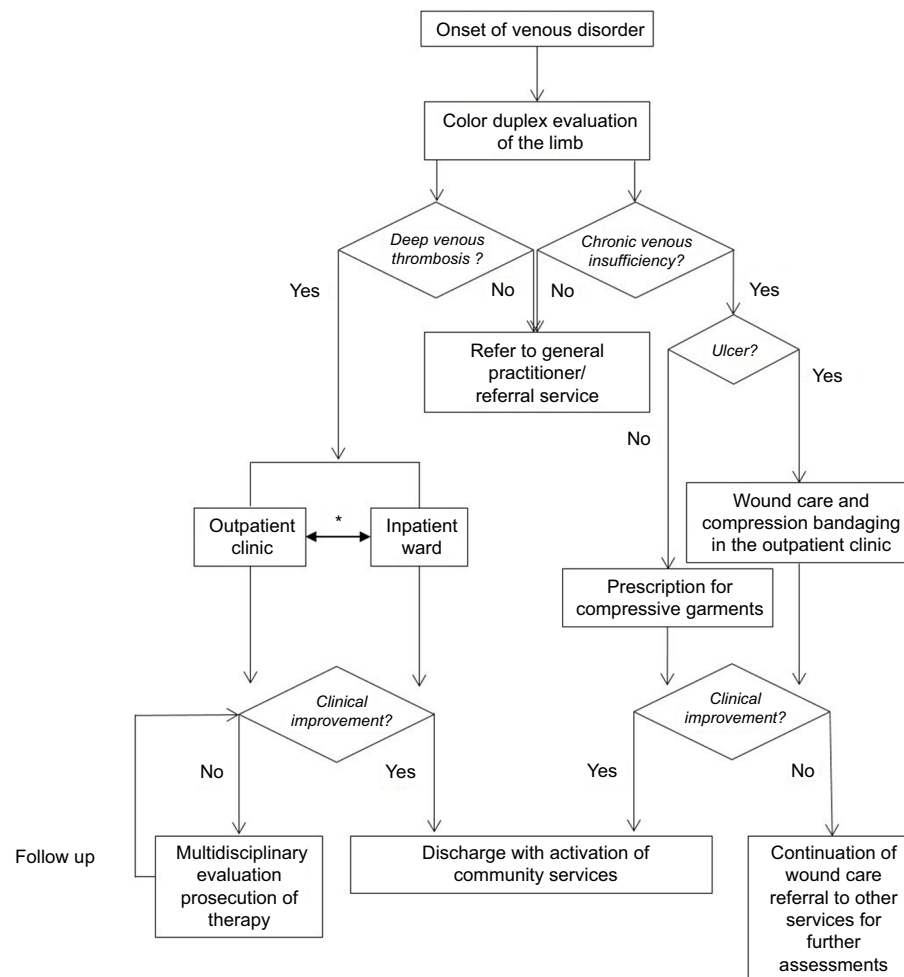 Onset of venous disorder
Color duplex evaluation
of the limb
Deep venous
thrombosis ?
Chronic venous
insufficiency?
Yes
No
No
Yes
Refer to general
practitioner/
referral service
Ulcer?
Yes
No
Outpatient
clinic
*
Inpatient
ward
Wound care and
compression bandaging
in the outpatient clinic
Prescription for
compressive garments
Clinical
improvement?
Clinical
improvement?
No
Yes
Yes
No
Follow up
Multidisciplinary
evaluation
prosecution of
therapy
Discharge with activation of
community services
Continuation of
wound care
referral to other
services for
further
assessments